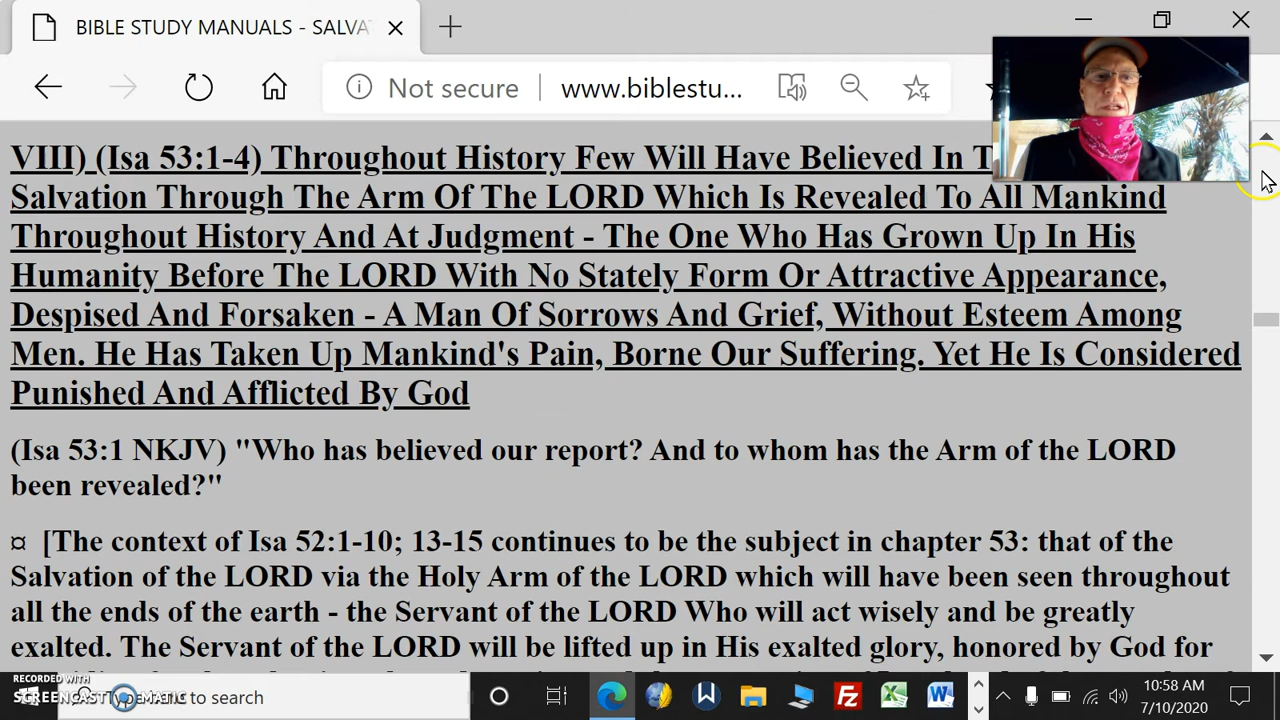 BIBLE STUDY MANUALS - SALVA
Not secure
www.biblestu...
VIII) (Isa 53:1-4) Throughout History Few Will Have Believed In T
Salvation Through The Arm Of The LORD Which Is Revealed To All Mankind
Throughout History And At Judgment - The One Who Has Grown Up In His
Humanity Before The LORD With No Stately Form Or Attractive Appearance,
Despised And Forsaken - A Man Of Sorrows And Grief, Without Esteem Among
Men. He Has Taken Up Mankind's Pain, Borne Our Suffering. Yet He Is Considered
Punished And Afflicted By God
(Isa 53:1 NKJV) "Who has believed our report? And to whom has the Arm of the LORD
been revealed?"
¤ [The context of Isa 52:1-10; 13-15 continues to be the subject in chapter 53: that of the
Salvation of the LORD via the Holy Arm of the LORD which will have been seen throughout
all the ends of the earth - the Servant of the LORD Who will act wisely and be greatly
exalted. The Servant of the LORD will be lifted up in His exalted glory, honored by God for
RECORDED WITH
SCREENCAST MATIC
Type here to search
10:58 AM
7/10/2020